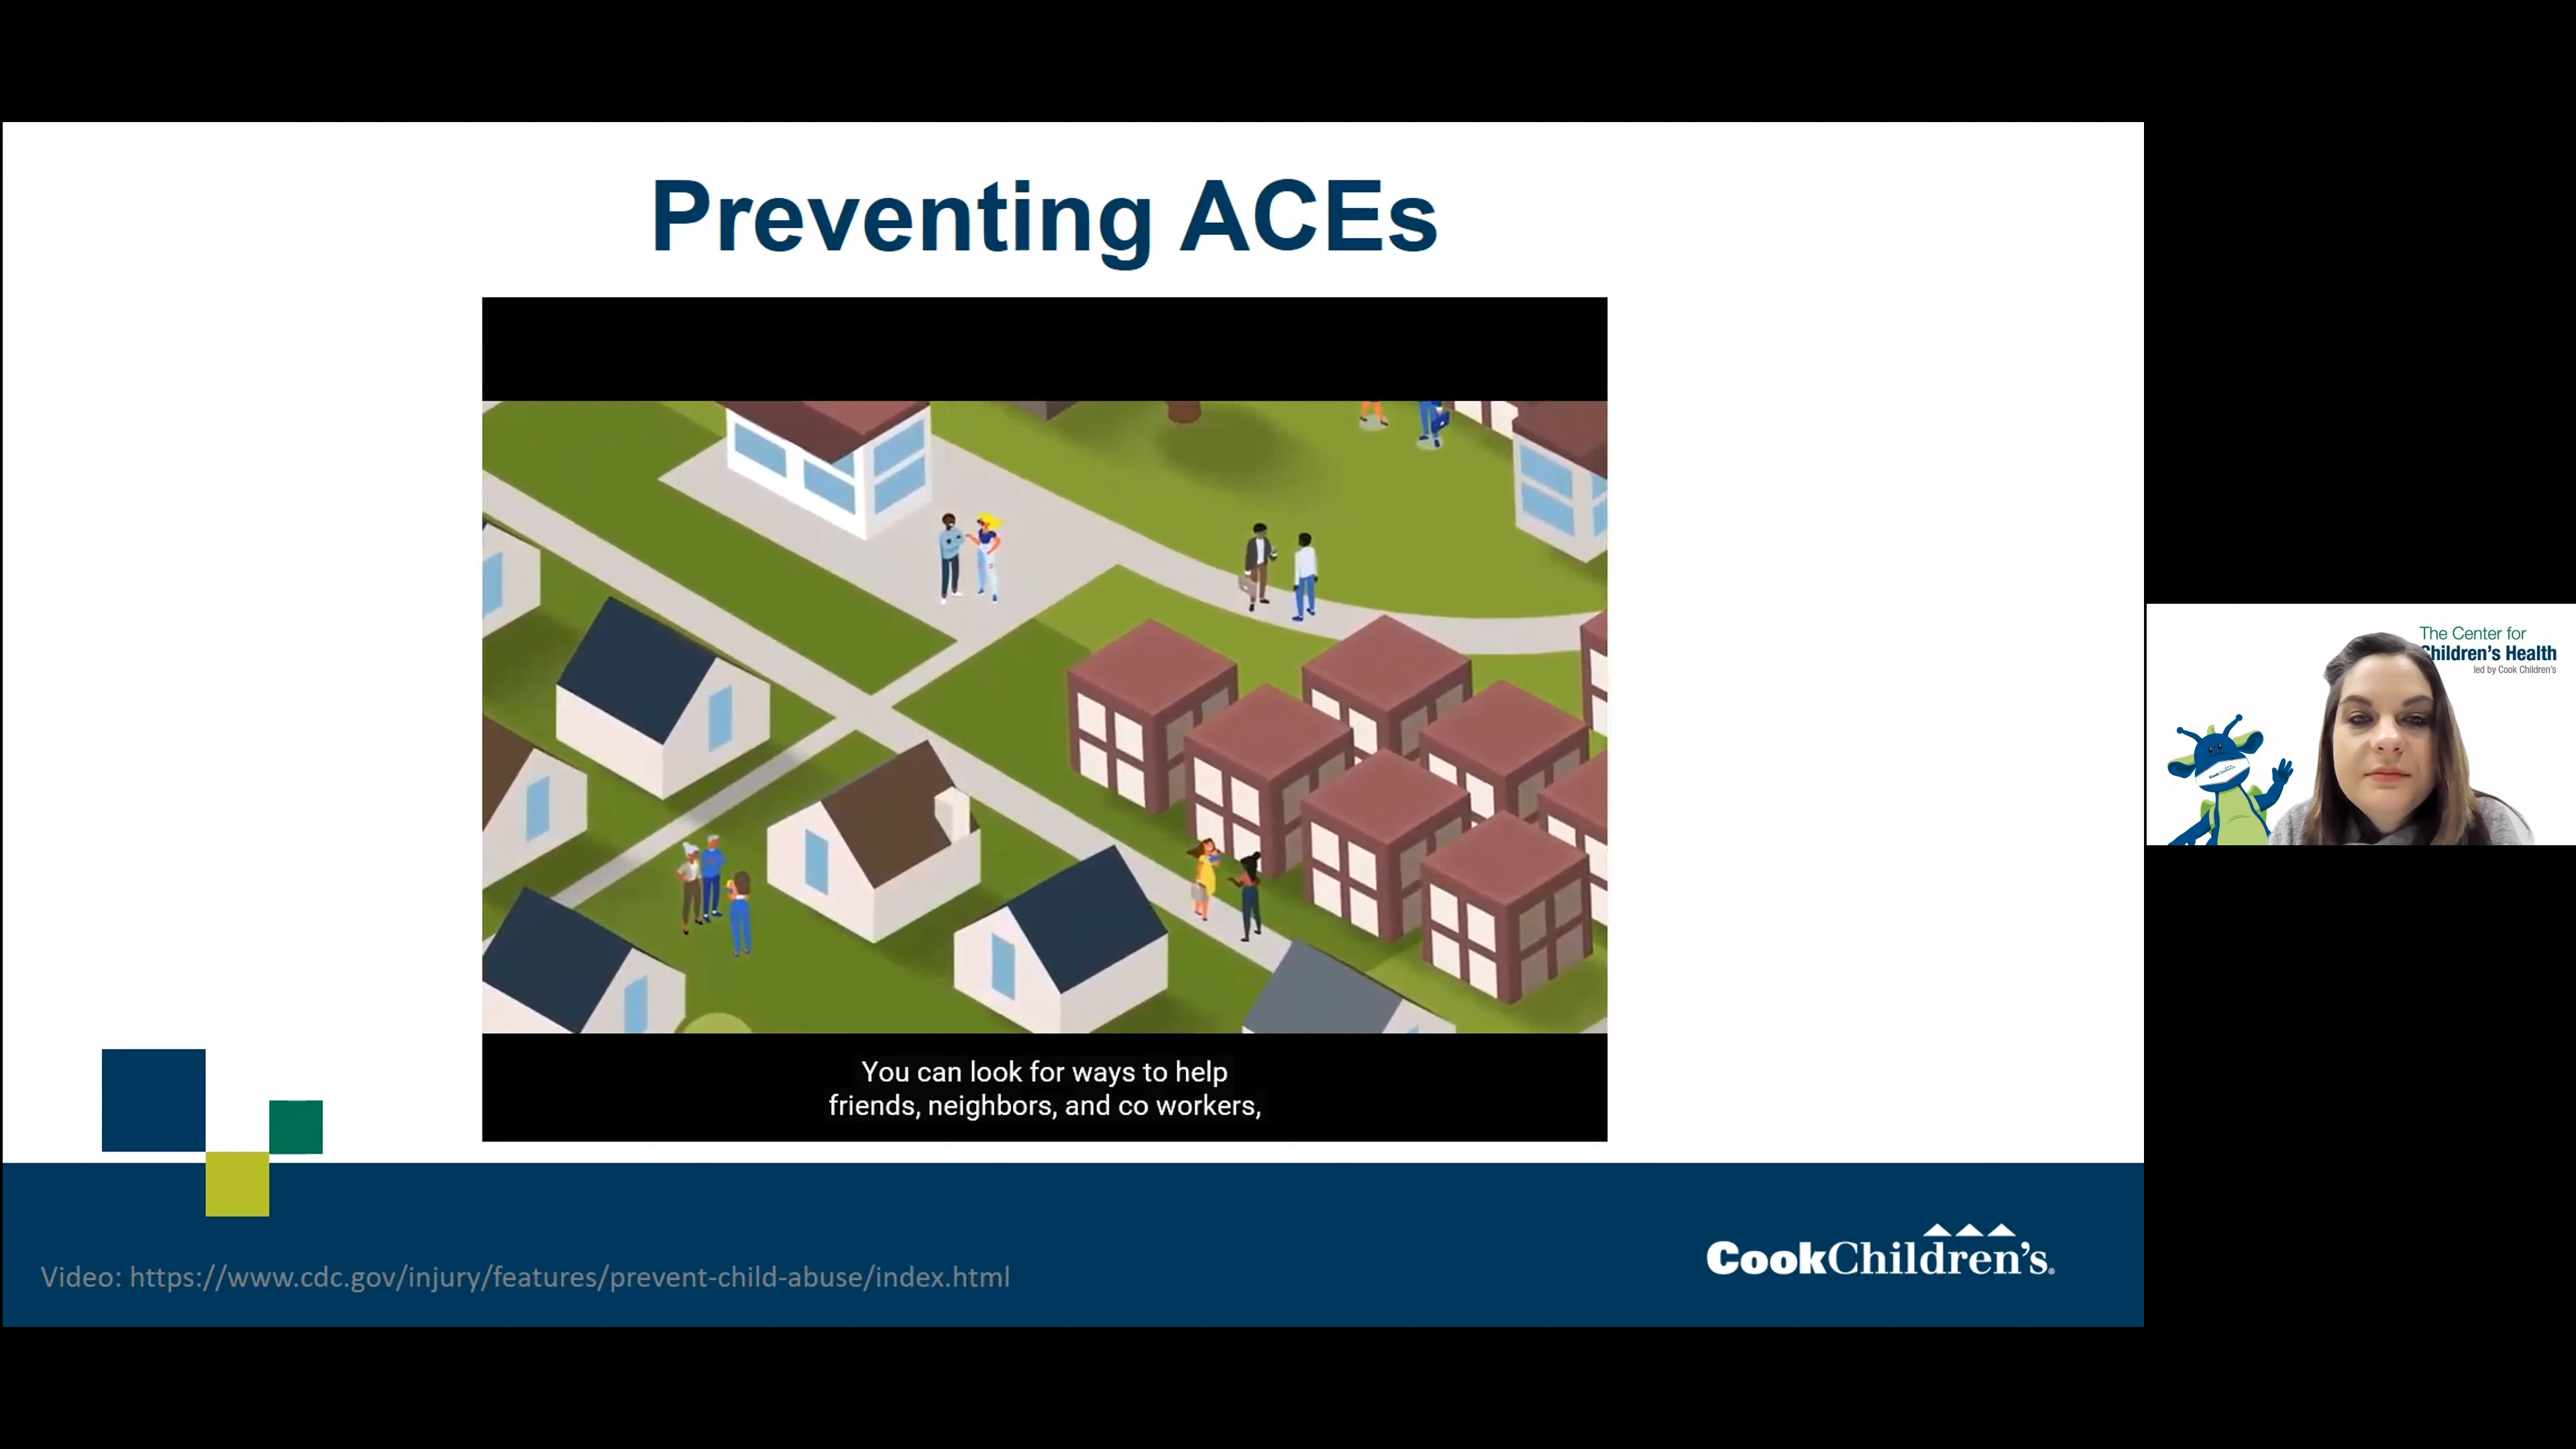 Preventing ACEs
You can look for ways to help
friends, neighbors, and co workers,
Video: https://www.cdc.gov/injury/features/prevent-child-abuse/index.html
CookChildren's.
The Center for
Children's Health
led by Cook Children's